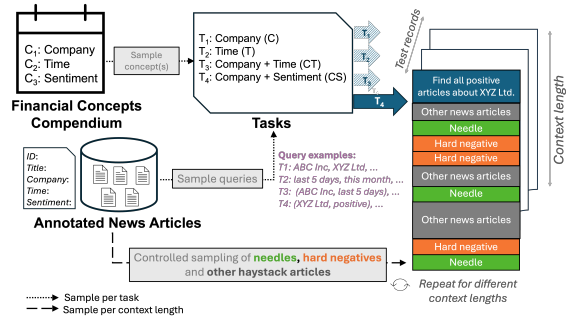 C₁: Company
C₂: Time
C₃: Sentiment
Financial Concepts
Compendium
Sample
concept(s)
T₁: Company (C)
T₂: Time (T)
T₃: Company + Time (CT)
T₄: Company + Sentiment (CS)
Tasks
T₁
T₂
T₃
T₄
Test records
Context length
Find all positive
articles about XYZ Ltd.
Other news articles
Needle
Hard negative
Hard negative
Other news articles
Needle
Other news articles
Hard negative
Needle
ID:
Title:
Company:
Time:
Sentiment:
Annotated News Articles
Sample queries
Query examples:
T1: ABC Inc, XYZ Ltd, ...
T2: last 5 days, this month, ...
T3: (ABC Inc, last 5 days), ...
T4: (XYZ Ltd, positive), ...
Controlled sampling of needles, hard negatives
and other haystack articles
Repeat for different
context lengths
Sample per task
Sample per context length